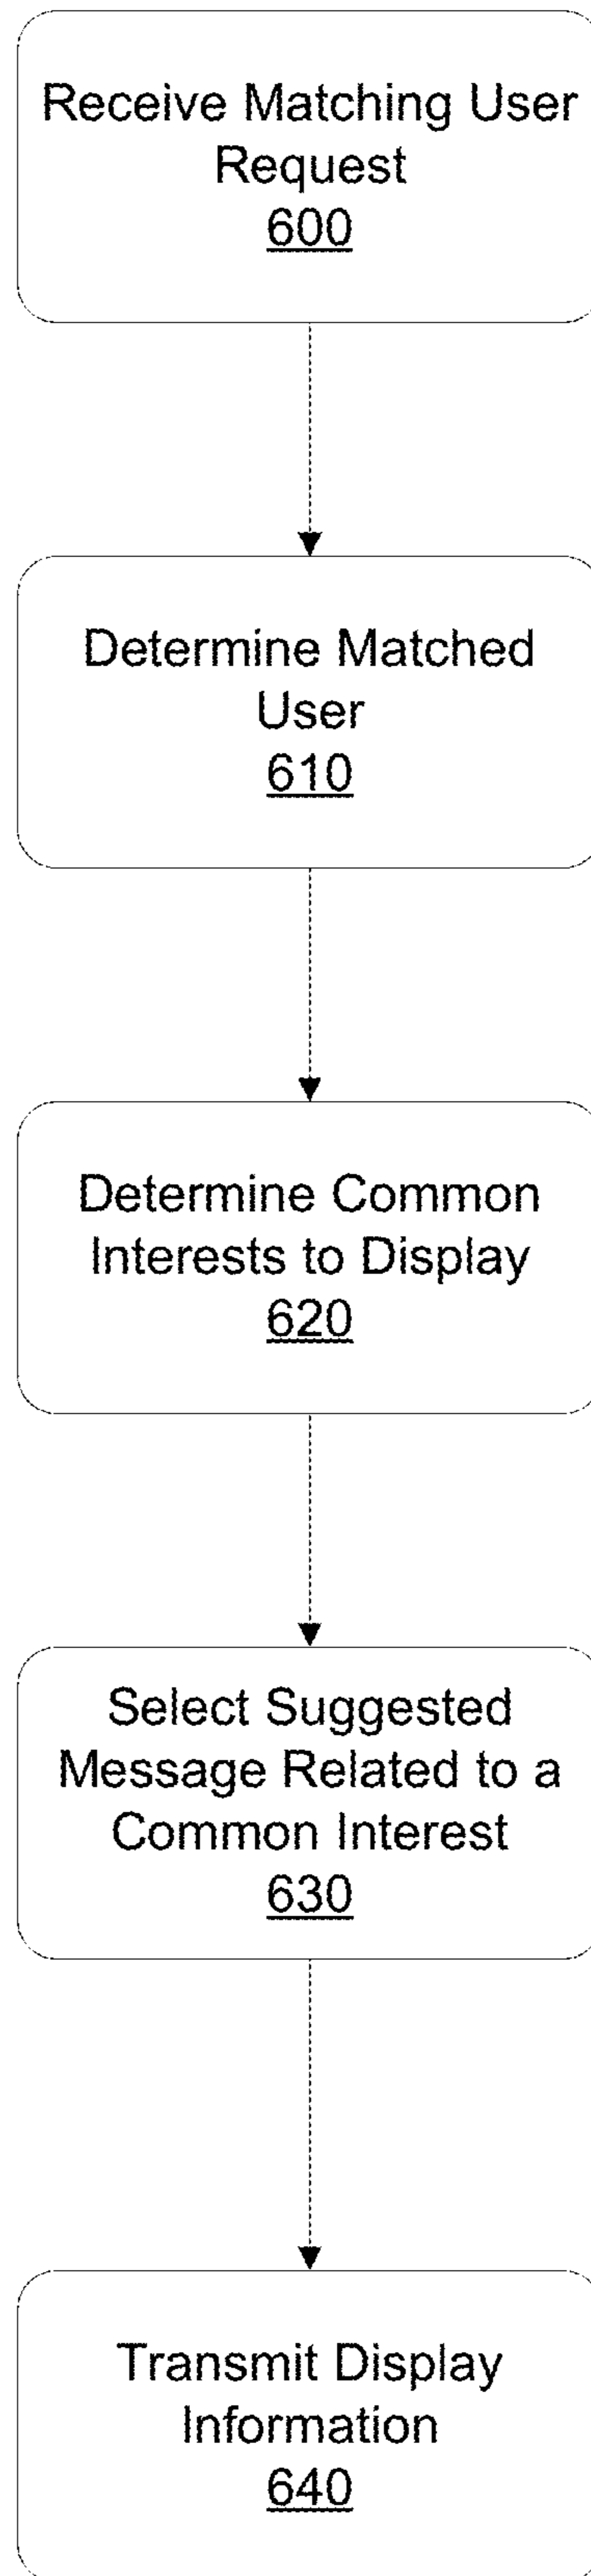 Receive Matching User
Request
600
Determine Matched
User
610
Determine Common
Interests to Display
620
Select Suggested
Message Related to a
Common Interest
630
Transmit Display
Information
640